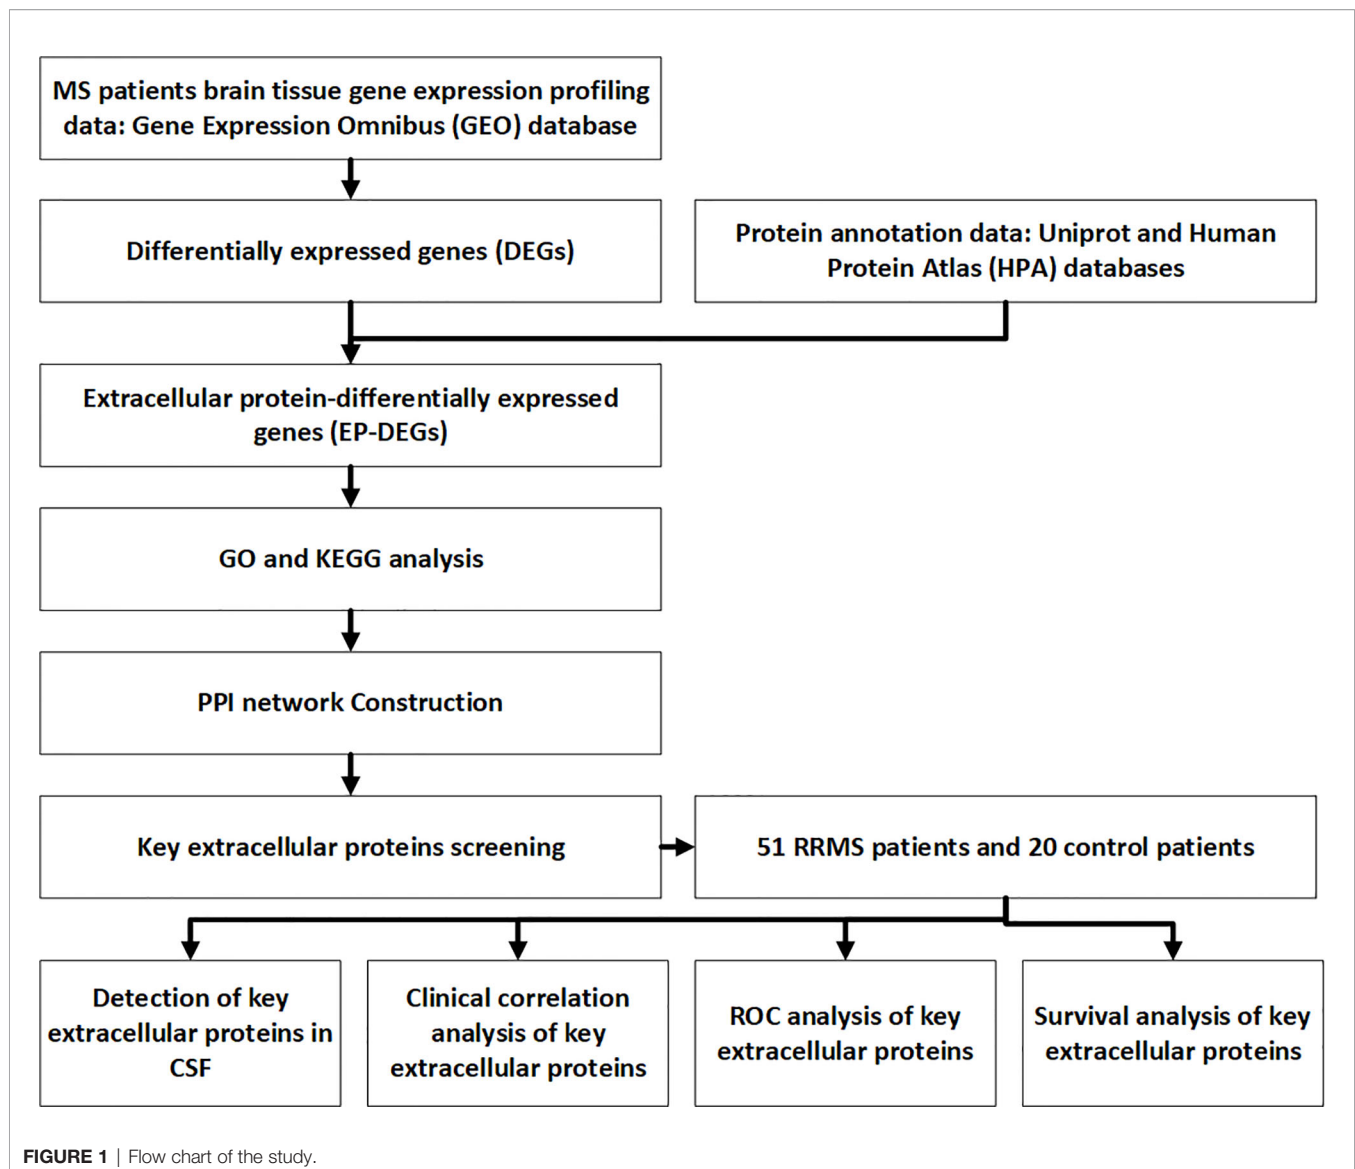 MS patients brain tissue gene expression profiling
data: Gene Expression Omnibus (GEO) database
Differentially expressed genes (DEGs)
Protein annotation data: Uniprot and Human
Protein Atlas (HPA) databases
Extracellular protein-differentially expressed
genes (EP-DEGs)
GO and KEGG analysis
PPI network Construction
Key extracellular proteins screening
51 RRMS patients and 20 control patients
Detection of key
extracellular proteins in
CSF
Clinical correlation
analysis of key
extracellular proteins
ROC analysis of key
extracellular proteins
Survival analysis of key
extracellular proteins
FIGURE 1 | Flow chart of the study.